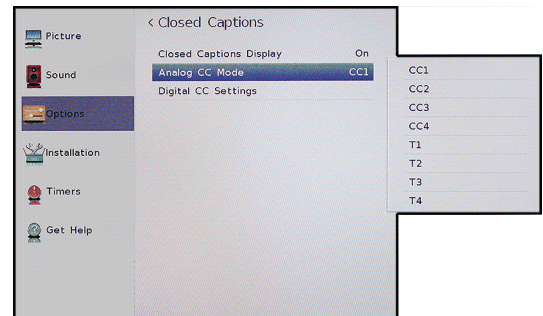 Picture
Sound
Options
Installation
Timers
Get Help
< Closed Captions
Closed Captions Display On
Analog CC Mode CC1
Digital CC Settings
CC1
CC2
CC3
CC4
T1
T2
T3
T4